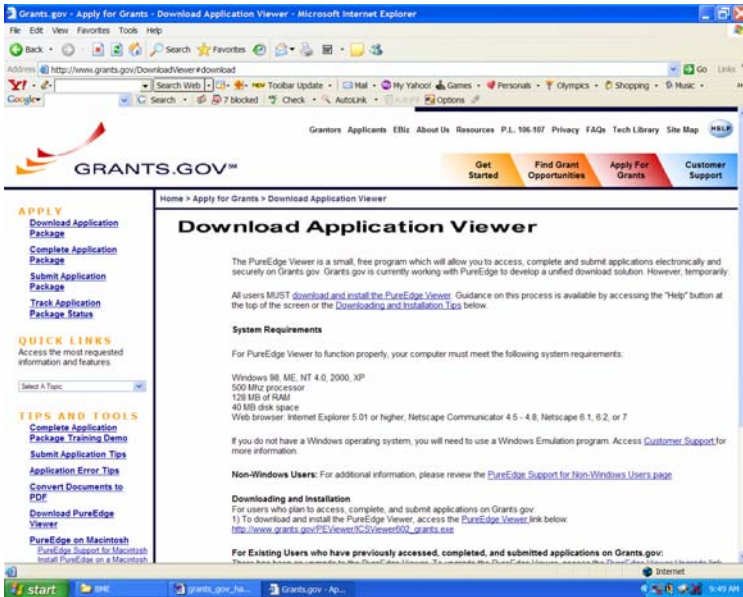 Grants.gov - Apply for Grants - Download Application Viewer - Microsoft Internet Explorer
File Edit View Favorites Tools Help
Back Search Favorites
Address http://www.grants.gov/DownloadViewer#download Go Links
Y! Search Web Toolbar Update Mail My Yahoo! Games Personals Olympics Shopping Music
Google Search 7 blocked Check AutoLink Options
Grantors Applicants EBiz About Us Resources P.L. 106-107 Privacy FAQs Tech Library Site Map HELP
GRANTS.GOV℠
Get Started
Find Grant Opportunities
Apply For Grants
Customer Support
Home > Apply for Grants > Download Application Viewer
APPLY
Download Application
Package
Complete Application
Package
Submit Application
Package
Track Application
Package Status
QUICK LINKS
Access the most requested
information and features.
Select A Topic
TIPS AND TOOLS
Complete Application
Package Training Demo
Submit Application Tips
Application Error Tips
Convert Documents to
PDF
Download PureEdge
Viewer
PureEdge on Macintosh
PureEdge Support for Macintosh
Install PureEdge on a Macintosh
Download Application Viewer
The PureEdge Viewer is a small, free program which will allow you to access, complete and submit applications electronically and
securely on Grants.gov. Grants.gov is currently working with PureEdge to develop a unified download solution. However, temporarily:
All users MUST download and install the PureEdge Viewer. Guidance on this process is available by accessing the "Help" button at
the top of the screen or the Downloading and Installation Tips below.
System Requirements
For PureEdge Viewer to function properly, your computer must meet the following system requirements:
Windows 98, ME, NT 4.0, 2000, XP
500 Mhz processor
128 MB of RAM
40 MB disk space
Web browser: Internet Explorer 5.01 or higher, Netscape Communicator 4.5 - 4.8, Netscape 6.1, 6.2, or 7
If you do not have a Windows operating system, you will need to use a Windows Emulation program. Access Customer Support for
more information.
Non-Windows Users: For additional information, please review the PureEdge Support for Non-Windows Users page
Downloading and Installation
For users who plan to access, complete, and submit applications on Grants.gov:
1) To download and install the PureEdge Viewer, access the PureEdge Viewer link below:
http://www.grants.gov/PEViewer/ICSViewer602_grants.exe
For Existing Users who have previously accessed, completed, and submitted applications on Grants.gov:
Internet
start BME grants_gov_ha... Grants.gov - Ap... 9:49 AM